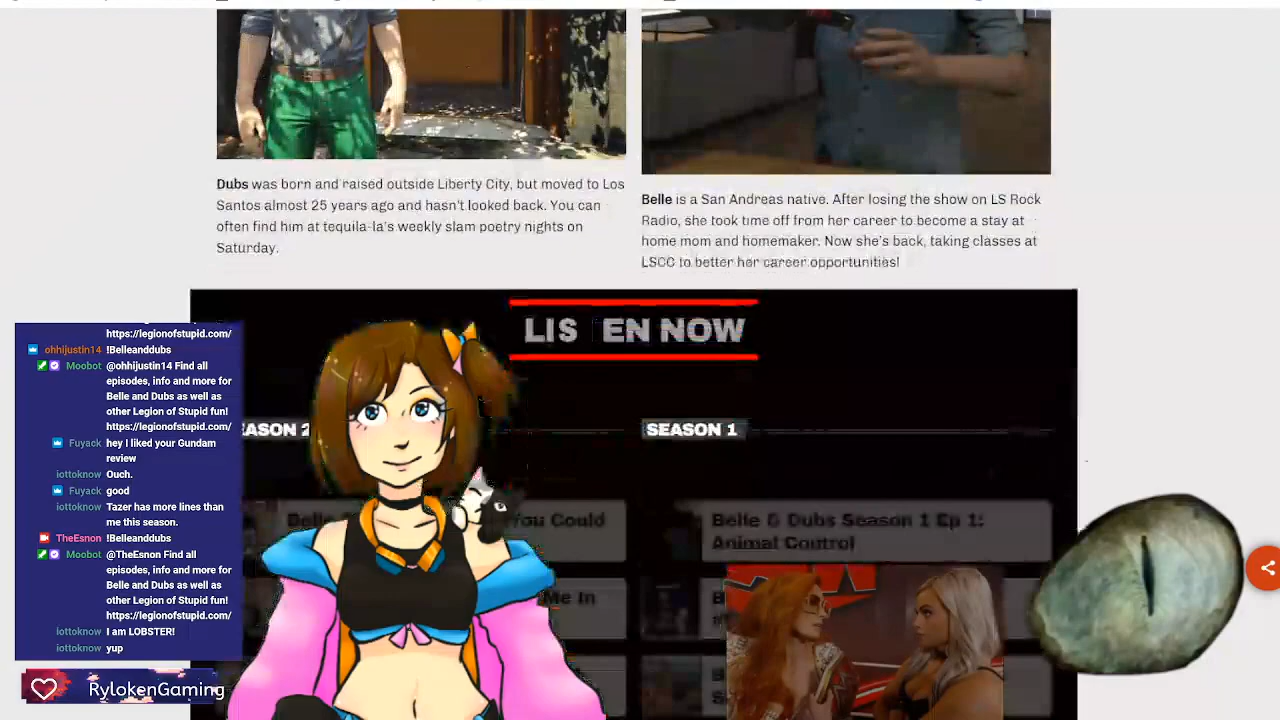 Dubs was born and raised outside Liberty City, but moved to Los
Santos almost 25 years ago and hasn't looked back. You can
often find him at tequila-la's weekly slam poetry nights on
Saturday.
Belle is a San Andreas native. After losing the show on LS Rock
Radio, she took time off from her career to become a stay at
home mom and homemaker. Now she's back, taking classes at
LSCC to better her career opportunities!
LIS EN NOW
EASON 2
SEASON 1
Belle
You Could
Me In
Belle & Dubs Season 1 Ep 1:
Animal Control
https://legionofstupid.com/
ohhijustin14 !Belleanddubs
Moobot @ohhijustin14 Find all
episodes, info and more for
Belle and Dubs as well as
other Legion of Stupid fun!
https://legionofstupid.com/
Fuyack hey I liked your Gundam
review
iottoknow Ouch.
Fuyack good
iottoknow Tazer has more lines than
me this season.
TheEsnon !Belleanddubs
Moobot @TheEsnon Find all
episodes, info and more for
Belle and Dubs as well as
other Legion of Stupid fun!
https://legionofstupid.com/
iottoknow I am LOBSTER!
iottoknow yup
RylokenGaming